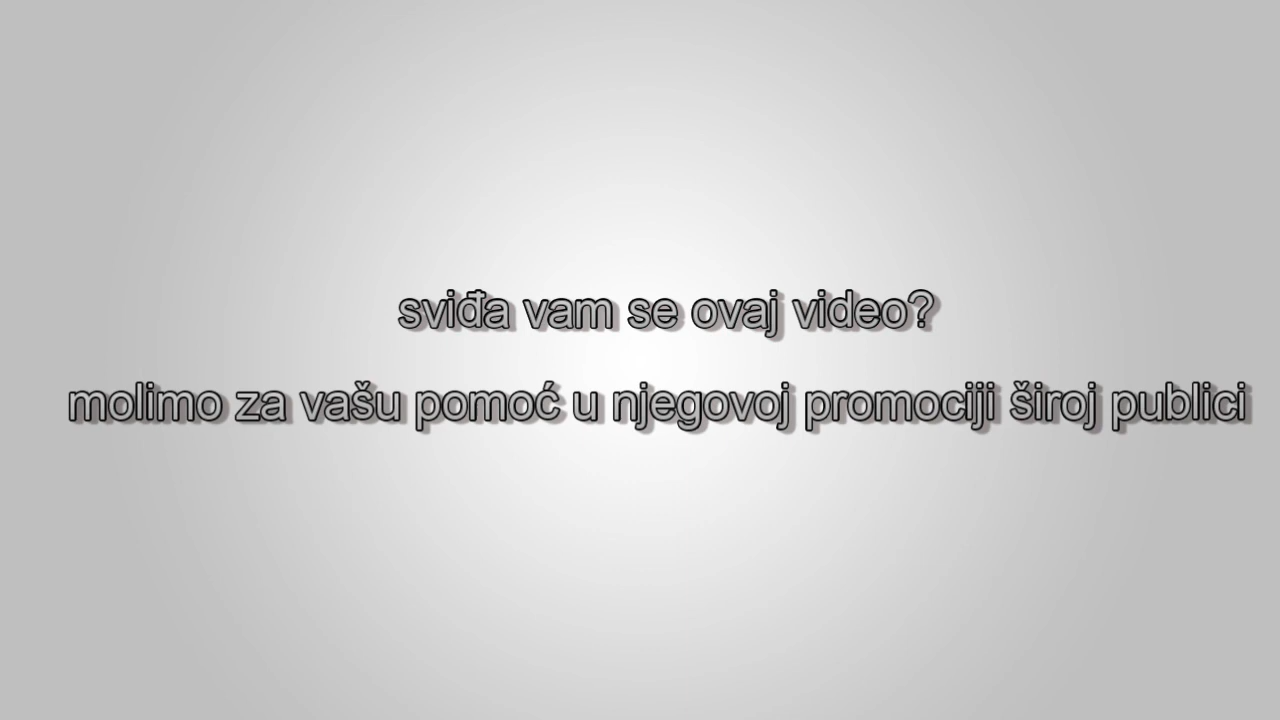 sviđa vam se ovaj video?
molimo za vašu pomoć u njegovoj promociji široj publici